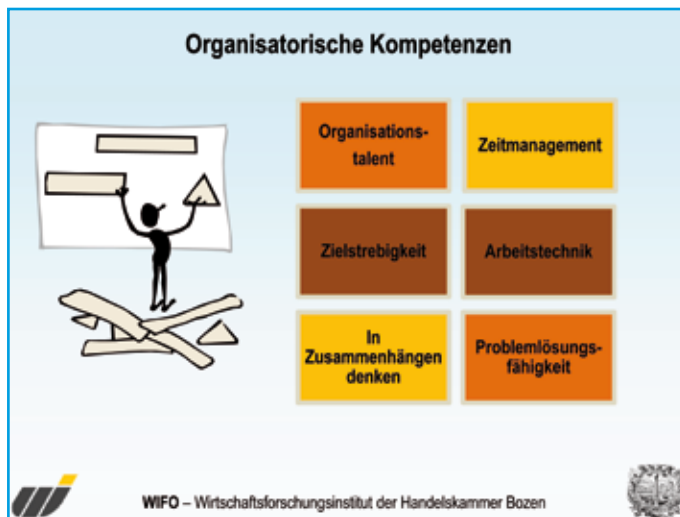 Organisatorische Kompetenzen
Organisations-
talent
Zeitmanagement
Zielstrebigkeit
Arbeitstechnik
In
Zusammenhängen
denken
Problemlösungs-
fähigkeit
WIFO – Wirtschaftsforschungsinstitut der Handelskammer Bozen